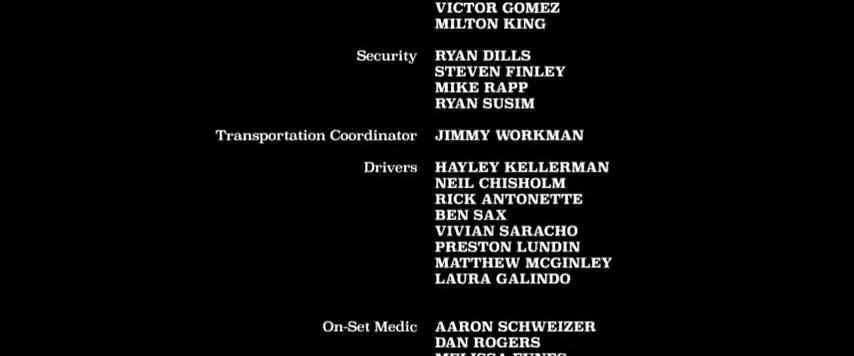 VICTOR GOMEZ
MILTON KING
Security RYAN DILLS
STEVEN FINLEY
MIKE RAPP
RYAN SUSIM
Transportation Coordinator JIMMY WORKMAN
Drivers HAYLEY KELLERMAN
NEIL CHISHOLM
RICK ANTONETTE
BEN SAX
VIVIAN SARACHO
PRESTON LUNDIN
MATTHEW MCGINLEY
LAURA GALINDO
On-Set Medic AARON SCHWEIZER
DAN ROGERS